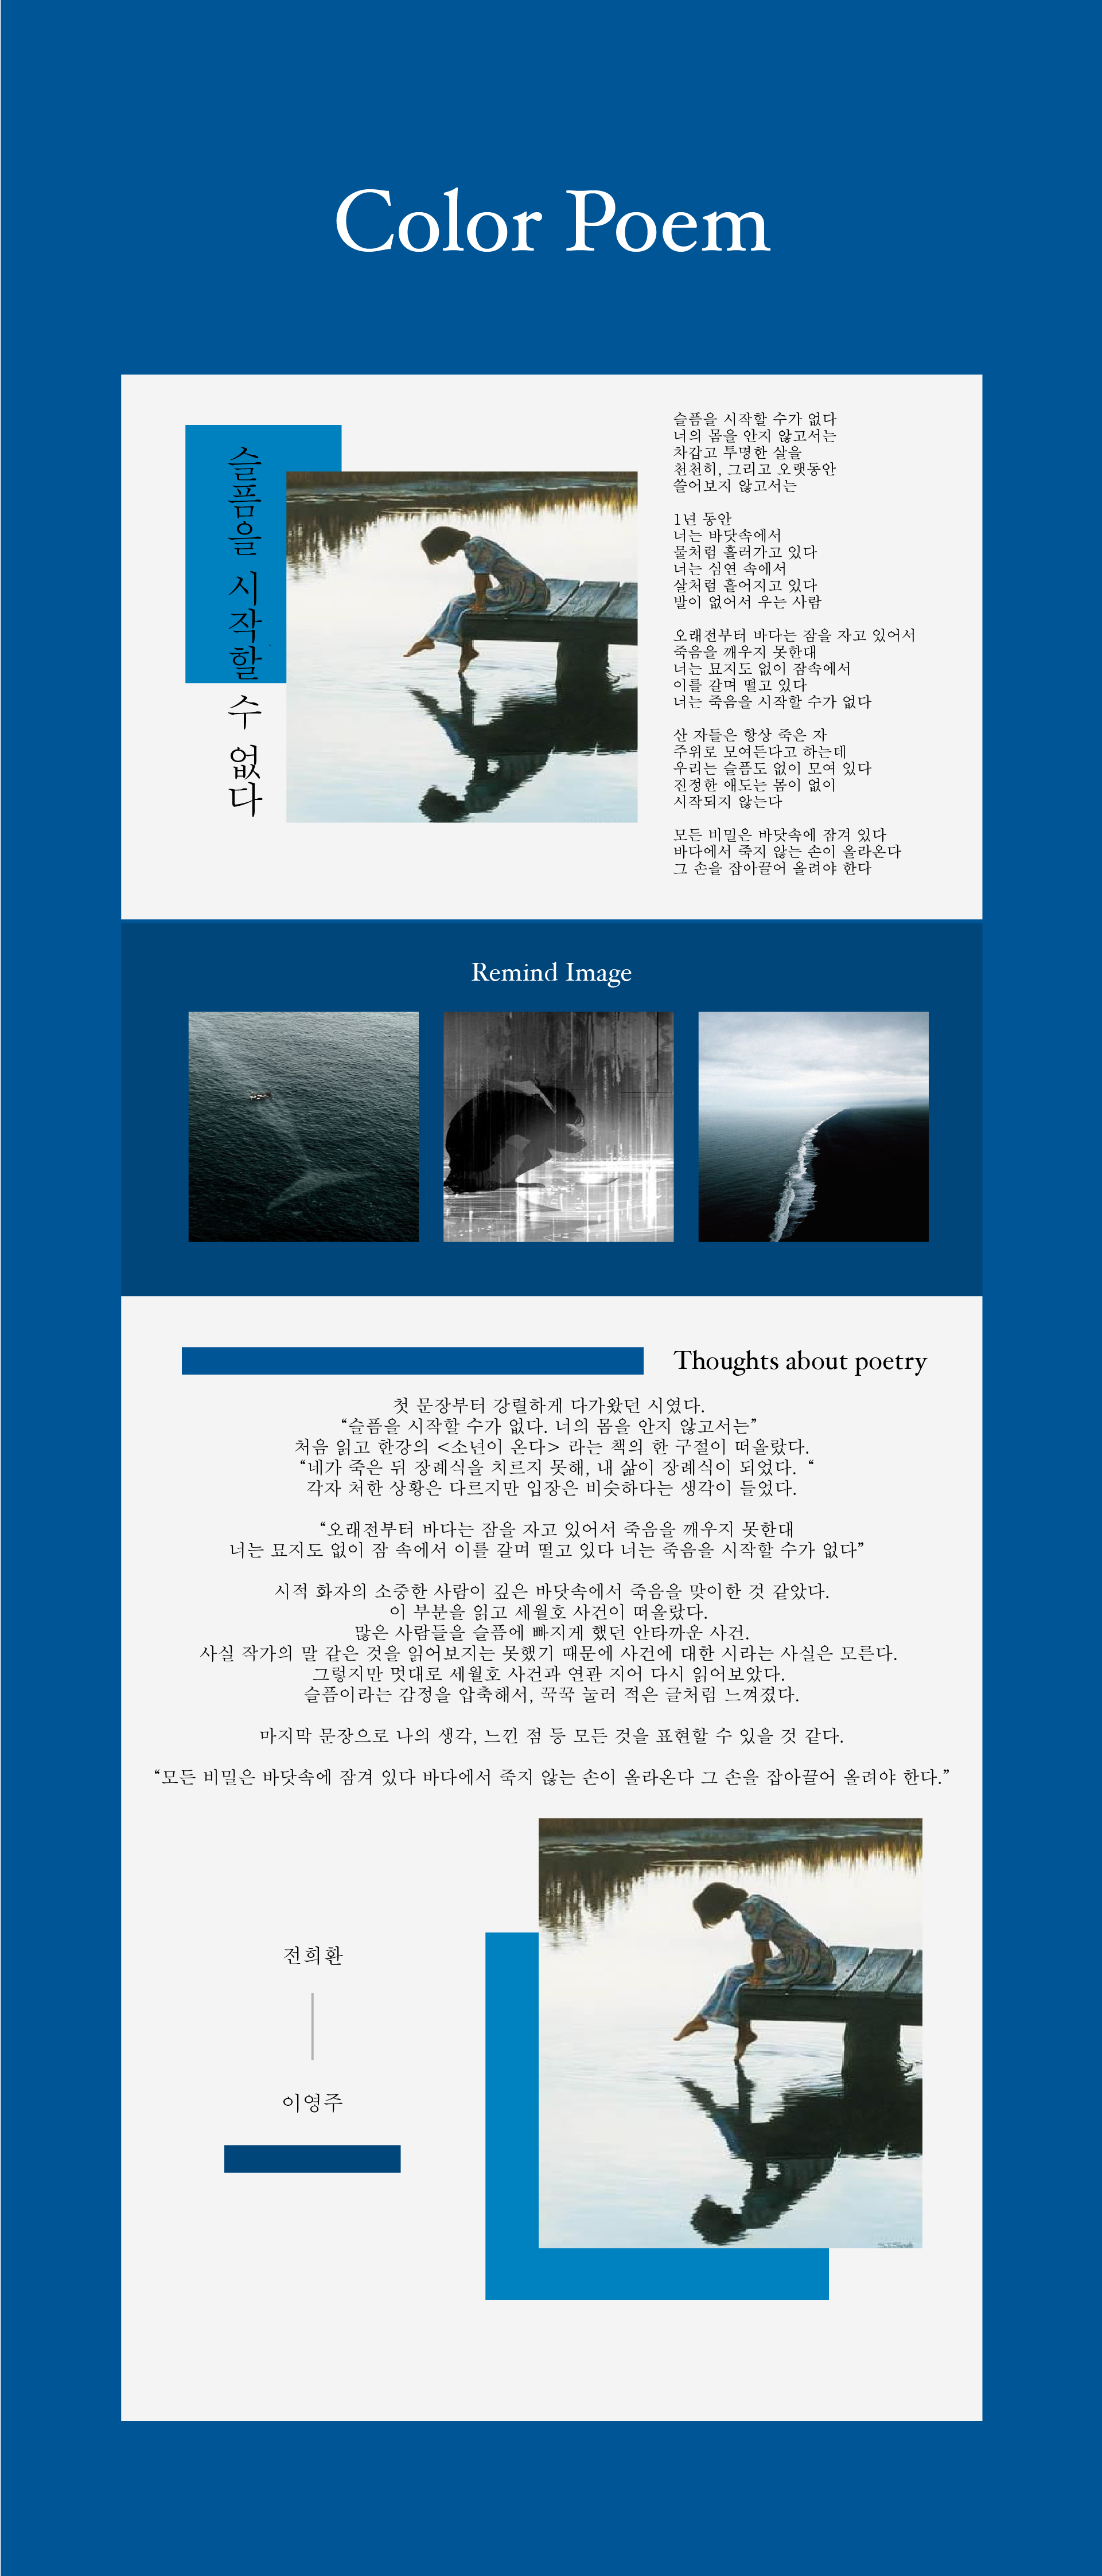 Color Poem
슬픔을 시작할 수 없다
슬픔을 시작할 수가 없다
너의 몸을 안지 않고서는
차갑고 투명한 살을
천천히, 그리고 오랫동안
쓸어보지 않고서는
1년 동안
너는 바닷속에서
물처럼 흘러가고 있다
너는 심연 속에서
살처럼 흩어지고 있다
발이 없어서 우는 사람
오래전부터 바다는 잠을 자고 있어서
죽음을 깨우지 못한대
너는 묘지도 없이 잠속에서
이를 갈며 떨고 있다
너는 죽음을 시작할 수가 없다
산 자들은 항상 죽은 자
주위로 모여든다고 하는데
우리는 슬픔도 없이 모여 있다
진정한 애도는 몸이 없이
시작되지 않는다
모든 비밀은 바닷속에 잠겨 있다
바다에서 죽지 않는 손이 올라온다
그 손을 잡아끌어 올려야 한다
Remind Image
Thoughts about poetry
첫 문장부터 강렬하게 다가왔던 시였다.
“슬픔을 시작할 수가 없다. 너의 몸을 안지 않고서는”
처음 읽고 한강의 <소년이 온다> 라는 책의 한 구절이 떠올랐다.
“네가 죽은 뒤 장례식을 치르지 못해, 내 삶이 장례식이 되었다. “
각자 처한 상황은 다르지만 입장은 비슷하다는 생각이 들었다.
“오래전부터 바다는 잠을 자고 있어서 죽음을 깨우지 못한대
너는 묘지도 없이 잠 속에서 이를 갈며 떨고 있다 너는 죽음을 시작할 수가 없다”
시적 화자의 소중한 사람이 깊은 바닷속에서 죽음을 맞이한 것 같았다.
이 부분을 읽고 세월호 사건이 떠올랐다.
많은 사람들을 슬픔에 빠지게 했던 안타까운 사건.
사실 작가의 말 같은 것을 읽어보지는 못했기 때문에 사건에 대한 시라는 사실은 모른다.
그렇지만 멋대로 세월호 사건과 연관 지어 다시 읽어보았다.
슬픔이라는 감정을 압축해서, 꾹꾹 눌러 적은 글처럼 느껴졌다.
마지막 문장으로 나의 생각, 느낀 점 등 모든 것을 표현할 수 있을 것 같다.
“모든 비밀은 바닷속에 잠겨 있다 바다에서 죽지 않는 손이 올라온다 그 손을 잡아끌어 올려야 한다.”
전희환
이영주